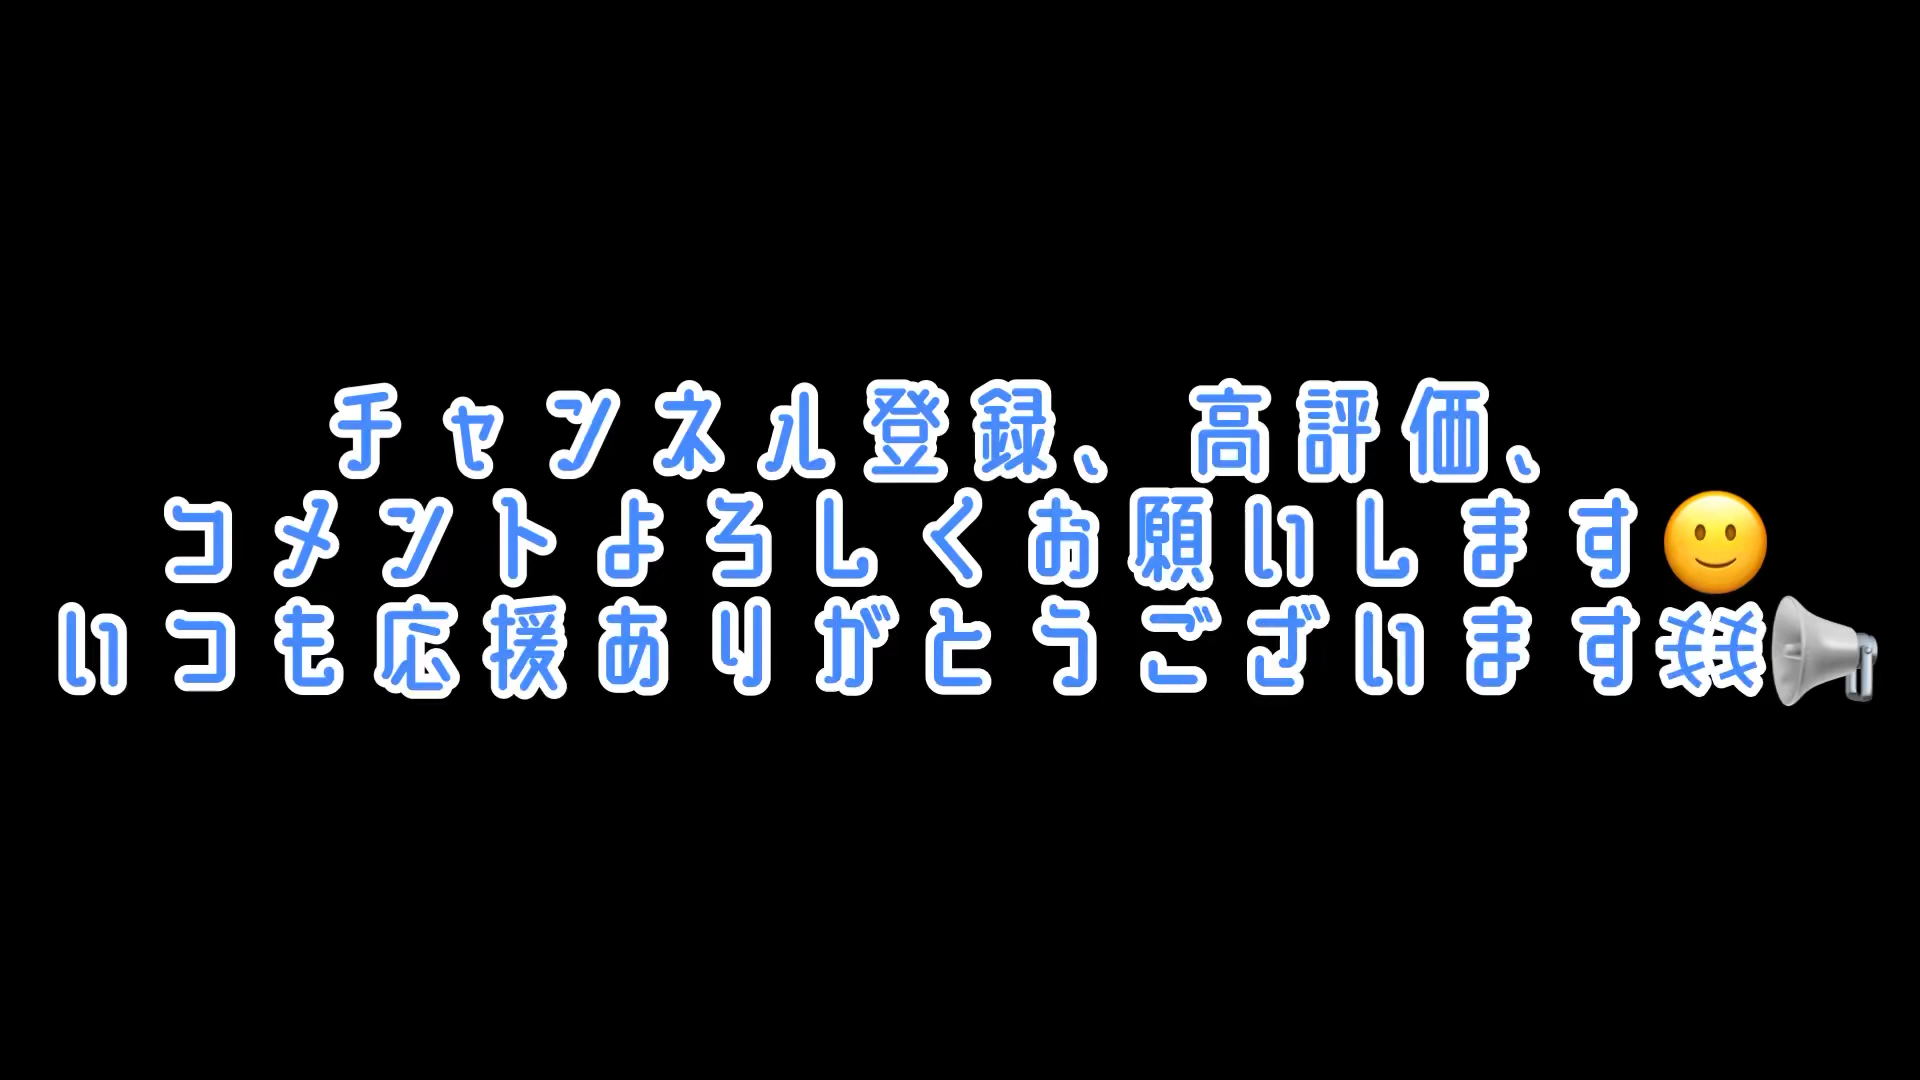 チャンネル登録、高評価、
コメントよろしくお願いします🙂
いつも応援ありがとうございます꒰꒱📢